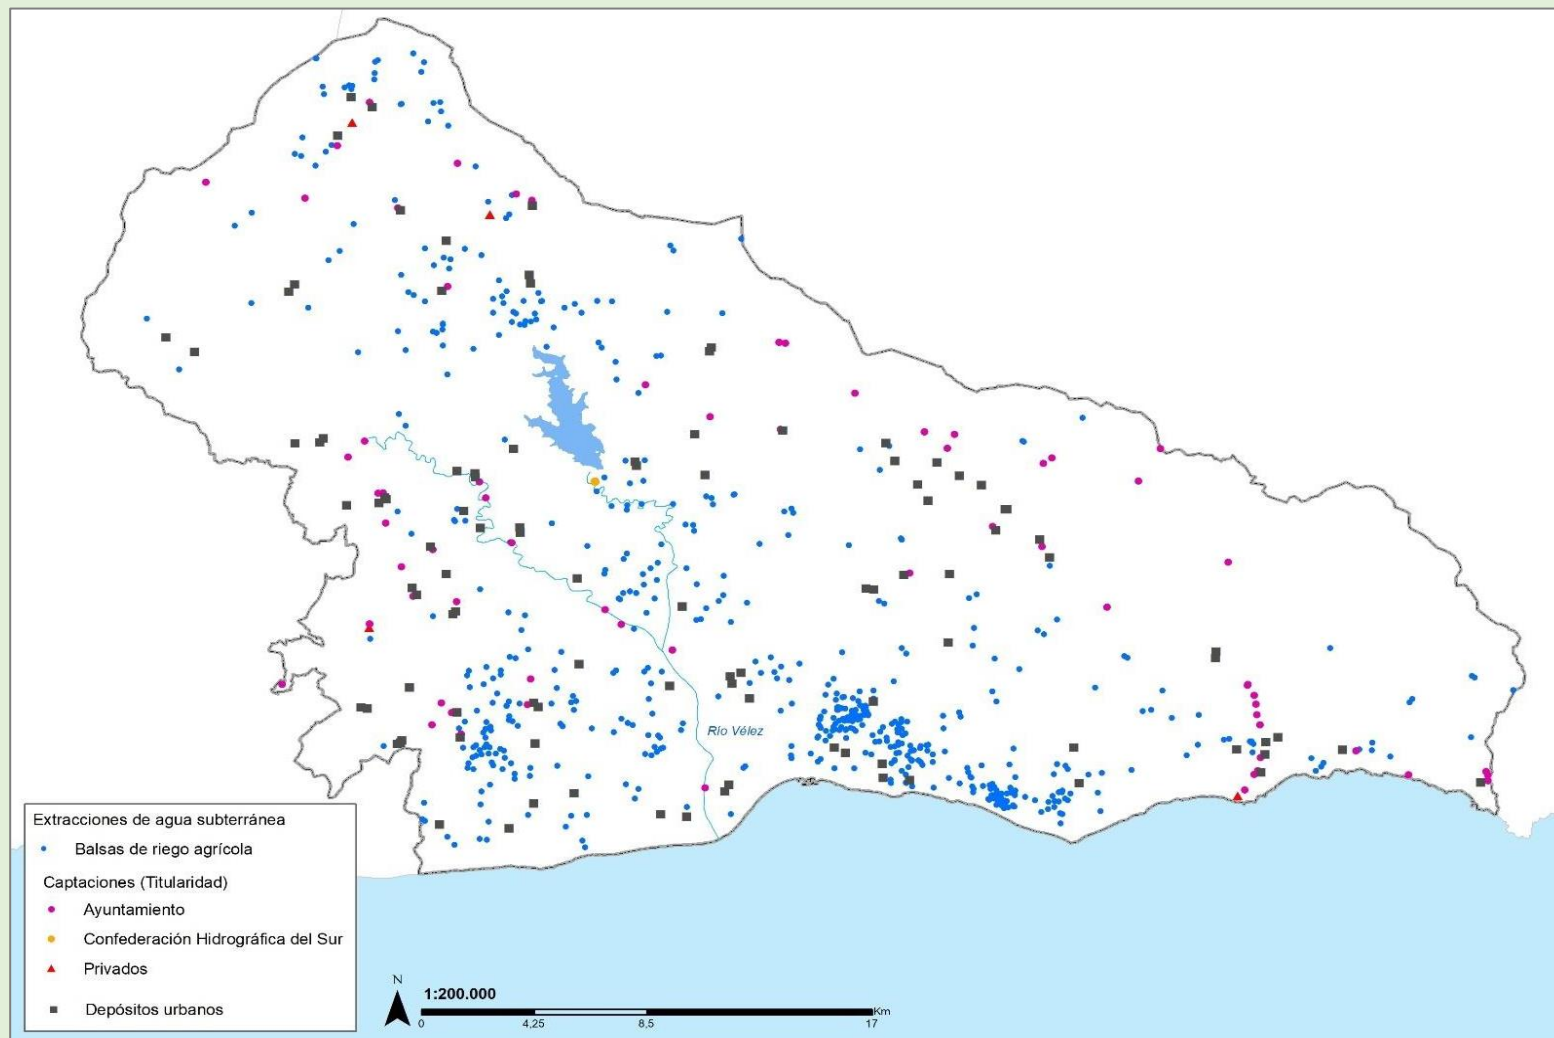 Río Vélez
Extracciones de agua subterránea
Balsas de riego agrícola
Captaciones (Titularidad)
Ayuntamiento
Confederación Hidrográfica del Sur
Privados
Depósitos urbanos
N
1:200.000
Km
0 4,25 8,5 17